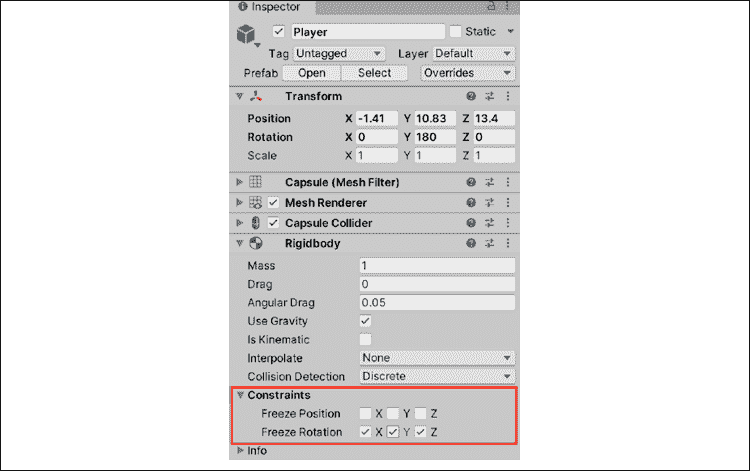 Inspector
Player Static
Tag Untagged Layer Default
Prefab Open Select Overrides
Transform
Position X -1.41 Y 10.83 Z 13.4
Rotation X 0 Y 180 Z 0
Scale X 1 Y 1 Z 1
Capsule (Mesh Filter)
Mesh Renderer
Capsule Collider
Rigidbody
Mass 1
Drag 0
Angular Drag 0.05
Use Gravity
Is Kinematic
Interpolate None
Collision Detection Discrete
Constraints
Freeze Position X Y Z
Freeze Rotation X Y Z
Info